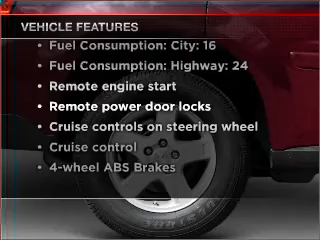 VEHICLE FEATURES
• Fuel Consumption: City: 16
• Fuel Consumption: Highway: 24
• Remote engine start
• Remote power door locks
• Cruise controls on steering wheel
• Cruise control
• 4-wheel ABS Brakes